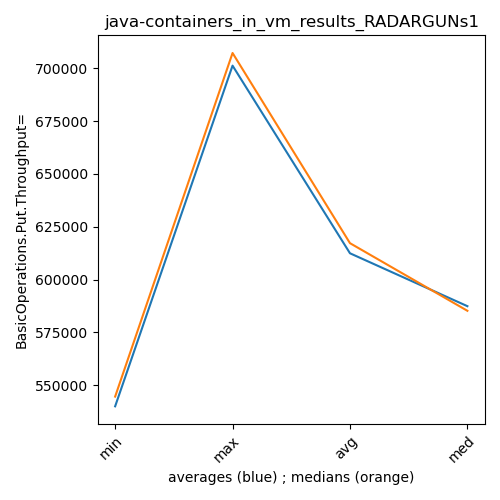 java-containers_in_vm_results_RADARGUNs1
BasicOperations.Put.Throughput=
700000
675000
650000
625000
600000
575000
550000
min
max
avg
med
averages (blue) ; medians (orange)